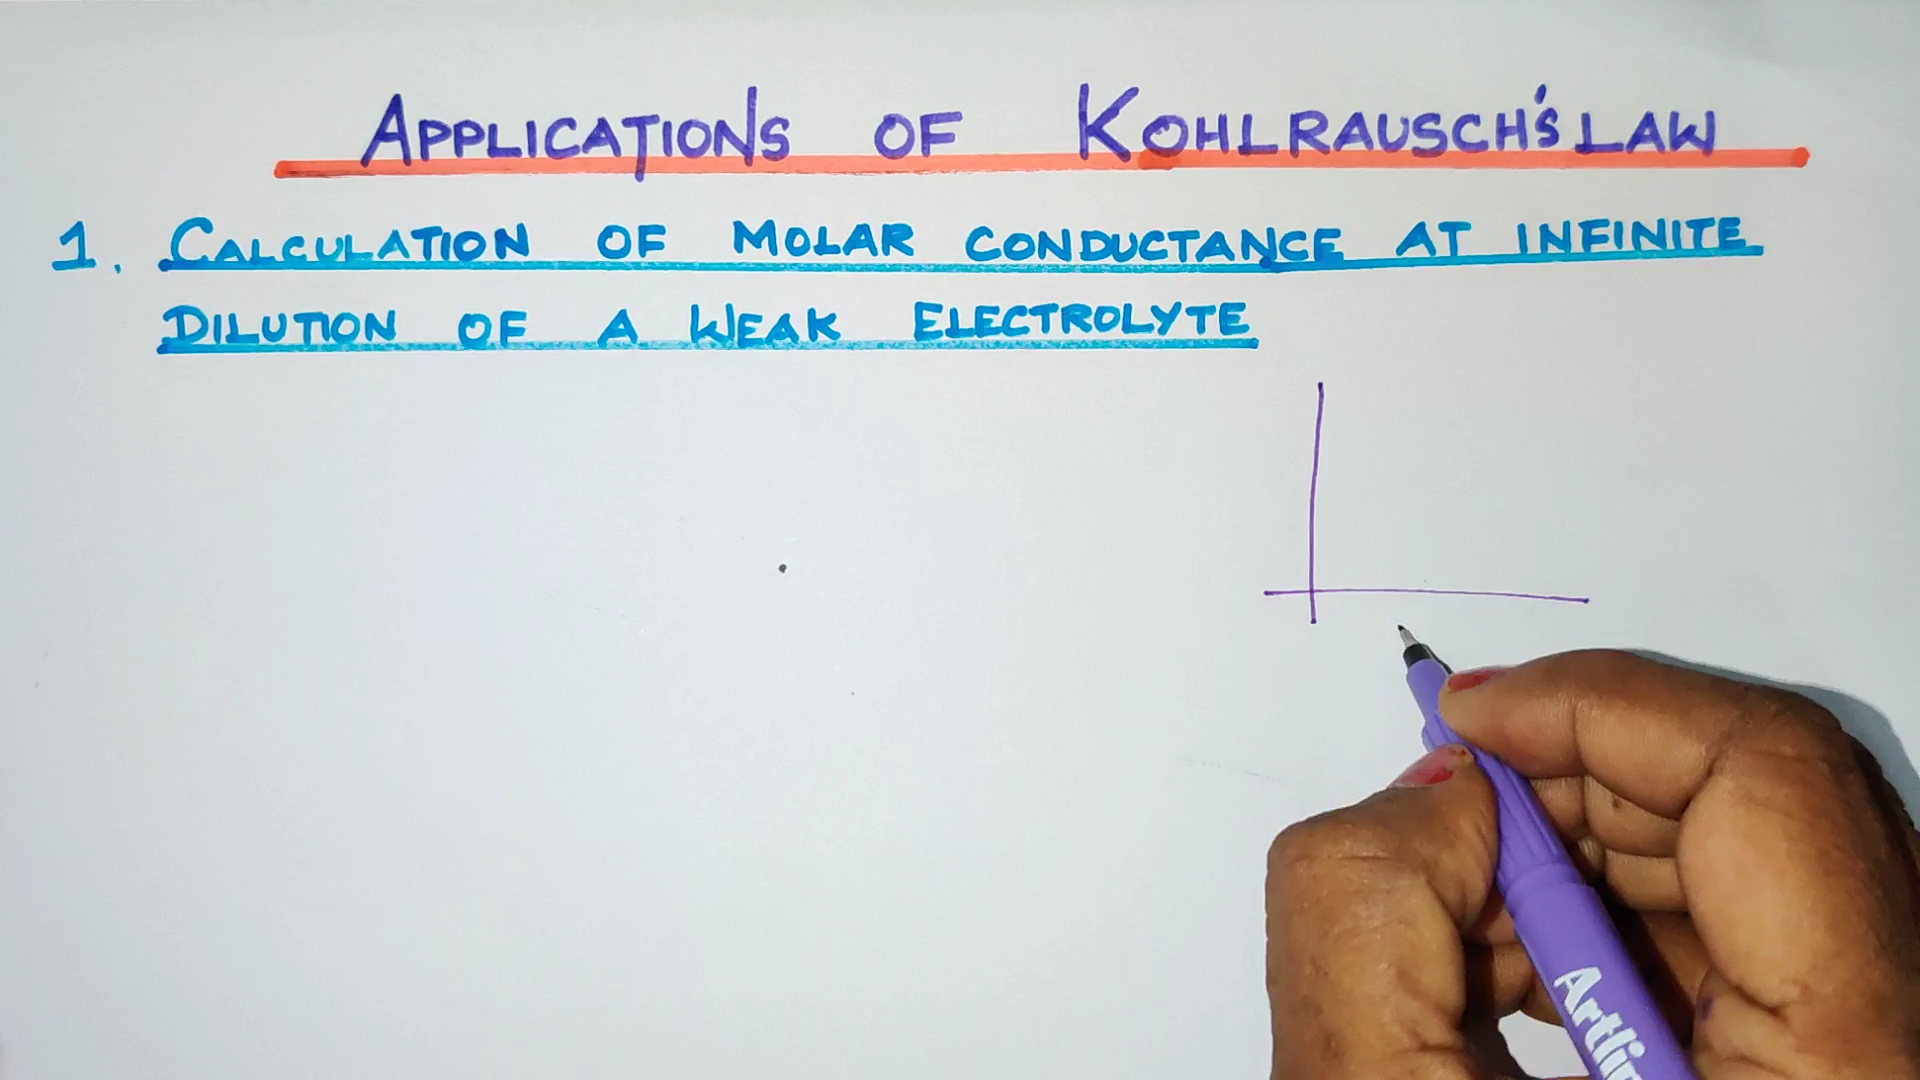 APPLICATIONS OF KOHLRAUSCH'S LAW
1. CALCULATION OF MOLAR CONDUCTANCE AT INFINITE
DILUTION OF A WEAK ELECTROLYTE